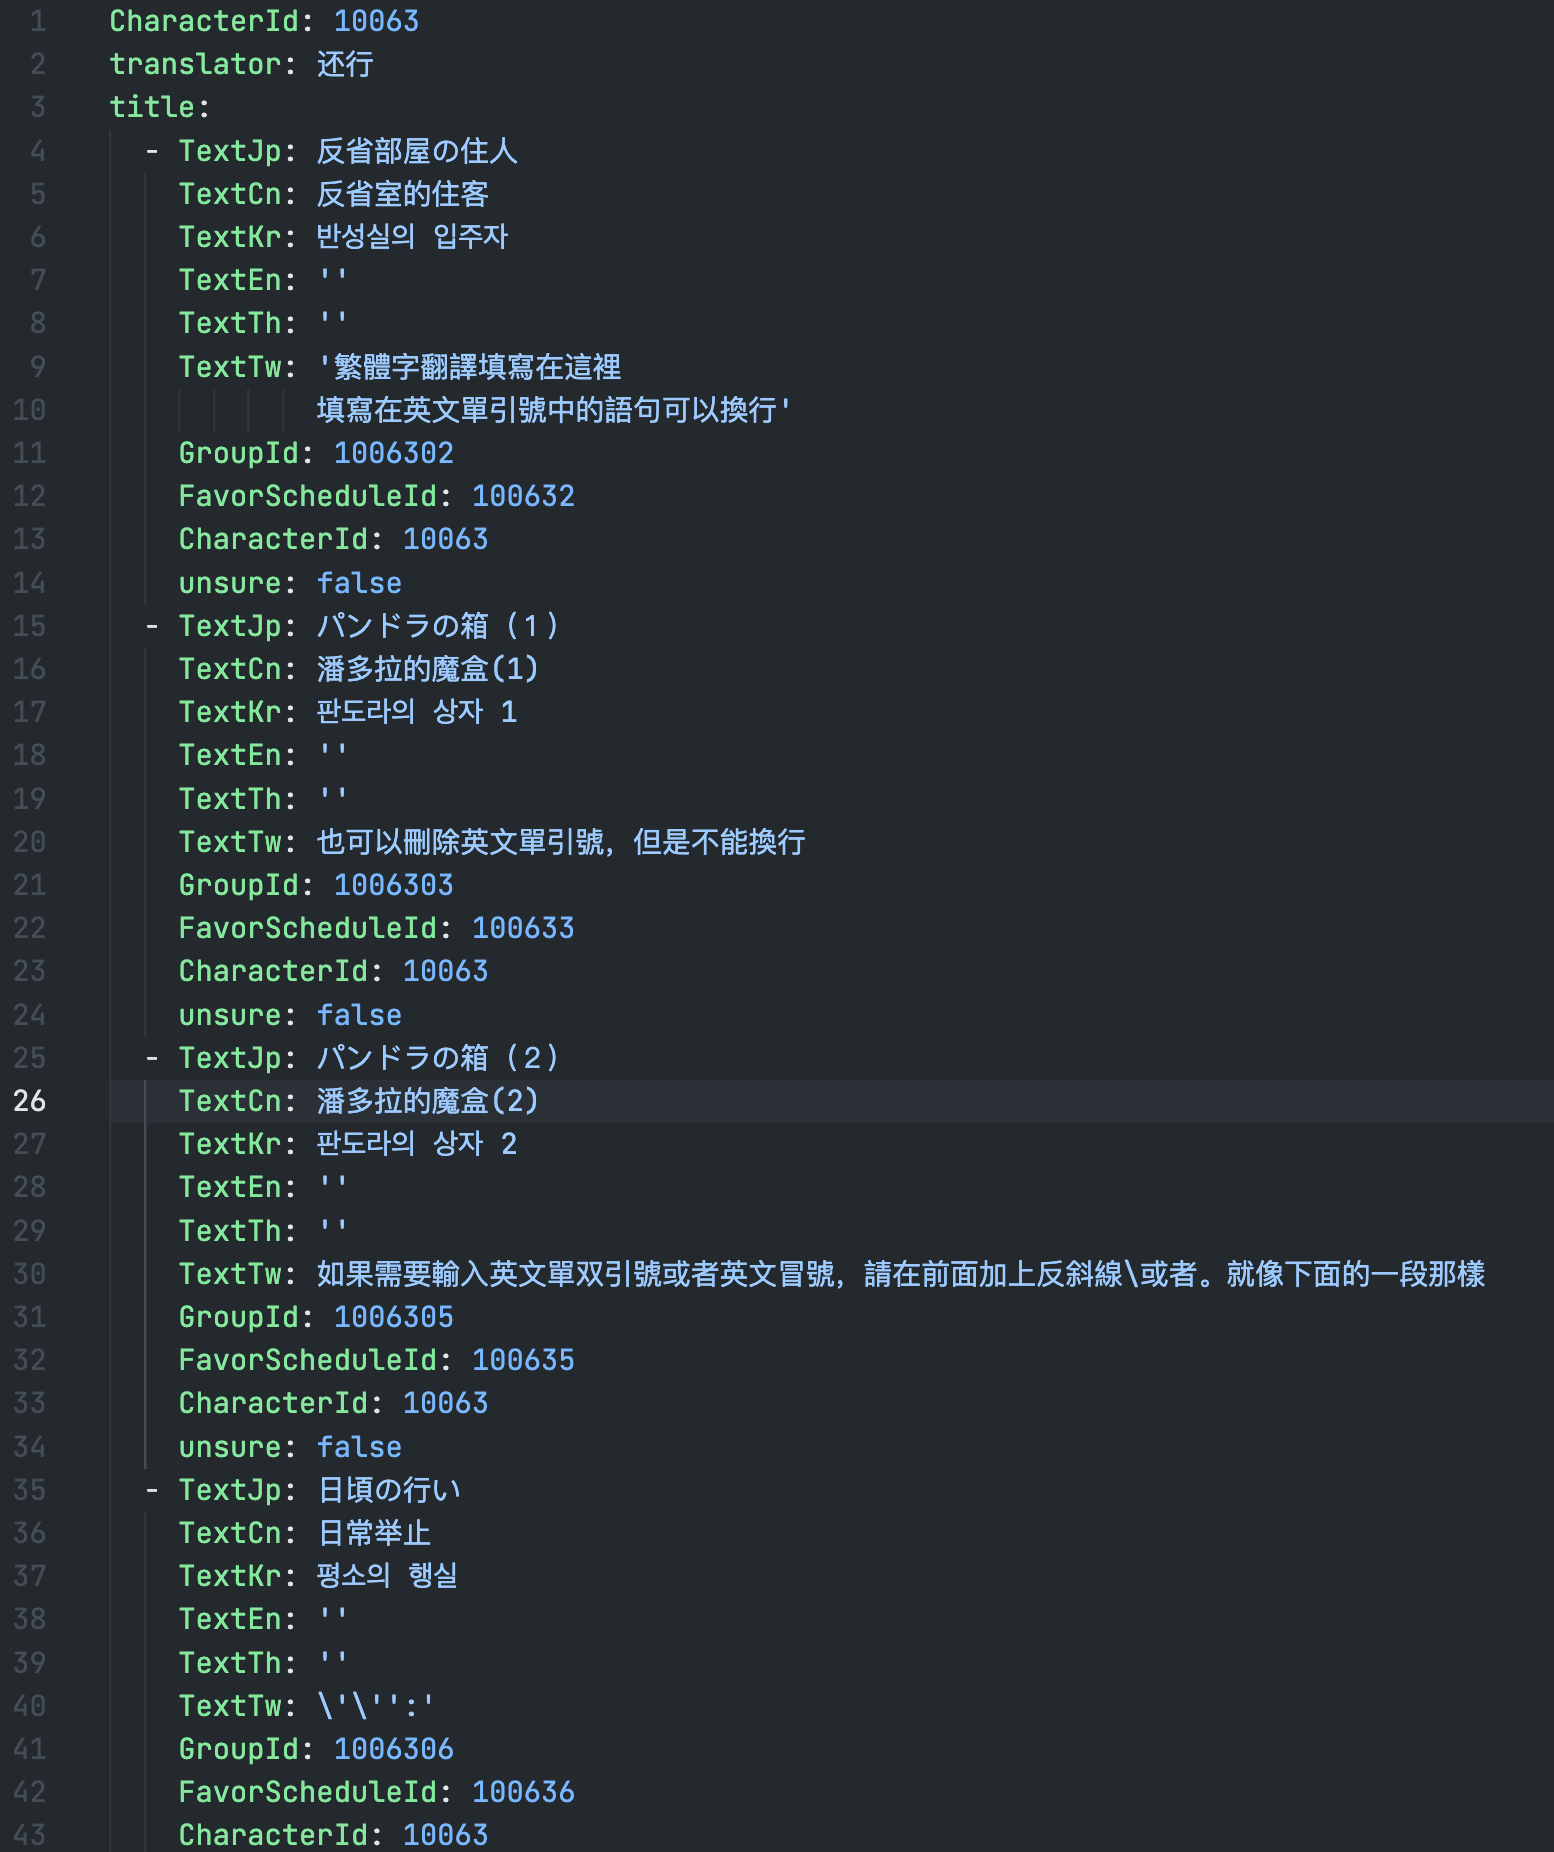 1 CharacterId: 10063
2 translator: 还行
3 title:
4 - TextJp: 反省部屋の住人
5 TextCn: 反省室的住客
6 TextKr: 반성실의 입주자
7 TextEn: ''
8 TextTh: ''
9 TextTw: '繁體字翻譯填寫在這裡
10 填寫在英文單引號中的語句可以換行'
11 GroupId: 1006302
12 FavorScheduleId: 100632
13 CharacterId: 10063
14 unsure: false
15 - TextJp: パンドラの箱（１）
16 TextCn: 潘多拉的魔盒(1)
17 TextKr: 판도라의 상자 1
18 TextEn: ''
19 TextTh: ''
20 TextTw: 也可以刪除英文單引號，但是不能換行
21 GroupId: 1006303
22 FavorScheduleId: 100633
23 CharacterId: 10063
24 unsure: false
25 - TextJp: パンドラの箱（２）
26 TextCn: 潘多拉的魔盒(2)
27 TextKr: 판도라의 상자 2
28 TextEn: ''
29 TextTh: ''
30 TextTw: 如果需要輸入英文單双引號或者英文冒號，請在前面加上反斜線\或者。就像下面的一段那樣
31 GroupId: 1006305
32 FavorScheduleId: 100635
33 CharacterId: 10063
34 unsure: false
35 - TextJp: 日頃の行い
36 TextCn: 日常举止
37 TextKr: 평소의 행실
38 TextEn: ''
39 TextTh: ''
40 TextTw: \'\'':'
41 GroupId: 1006306
42 FavorScheduleId: 100636
43 CharacterId: 10063